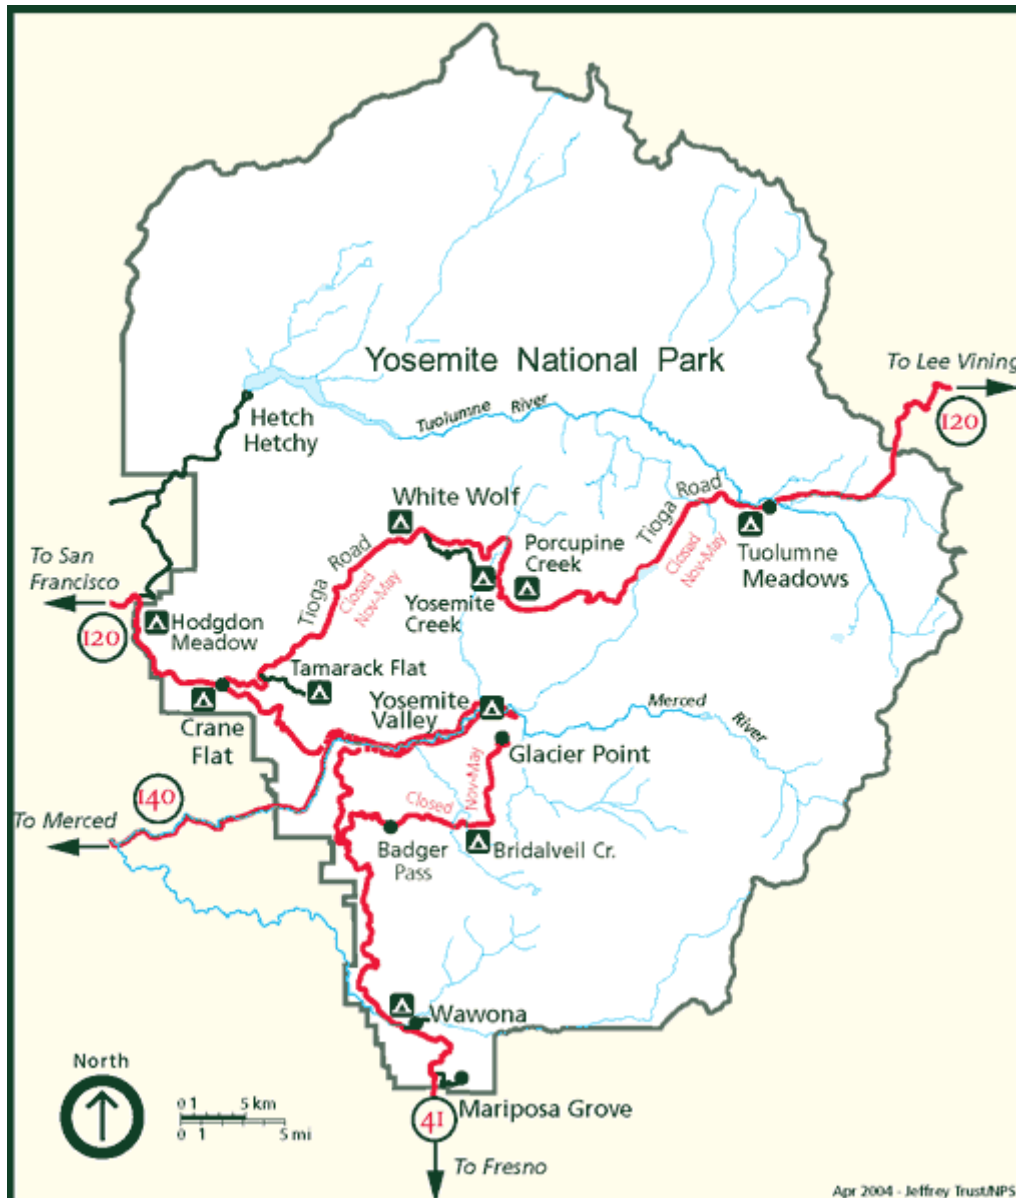 Yosemite National Park
To Lee Vining
120
Hetch
Hetchy
Tuolumne River
White Wolf
Tioga Road
Closed
Nov-May
Porcupine
Creek
Tioga Road
Closed
Nov-May
Tuolumne
Meadows
To San
Francisco
120
Hodgdon
Meadow
Yosemite
Creek
Tamarack Flat
Crane
Flat
Yosemite
Valley
Merced River
Glacier Point
140
To Merced
Closed
Nov-May
Badger
Pass
Bridalveil Cr.
Wawona
North
0 1 5 km
0 1 5 mi
Mariposa Grove
41
To Fresno
Apr 2004 - Jeffrey Trust/NPS